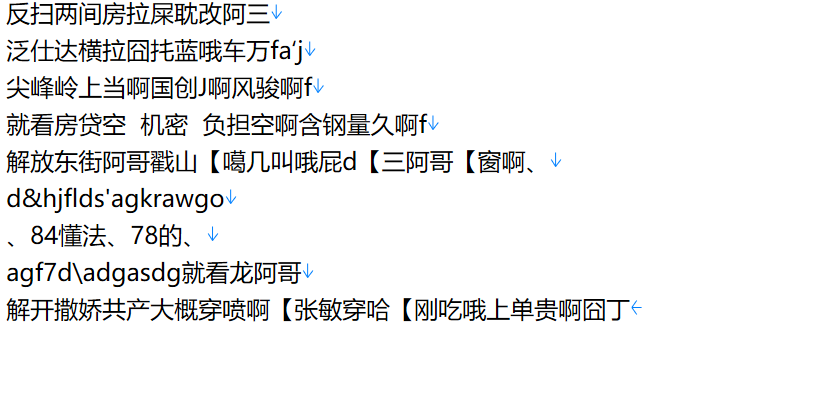 反扫两间房拉屎耽改阿三↓
泛仕达横拉囧托蓝哦车万fa‘j↓
尖峰岭上当啊国创J啊风骏啊f↓
就看房贷空  机密  负担空啊含钢量久啊f↓
解放东街阿哥戳山【噶几叫哦屁d【三阿哥【窗啊、↓
d&hjflds'agkrawgo↓
、84懂法、78的、↓
agf7d\adgasdg就看龙阿哥↓
解开撒娇共产大概穿喷啊【张敏穿哈【刚吃哦上单贵啊囧丁←